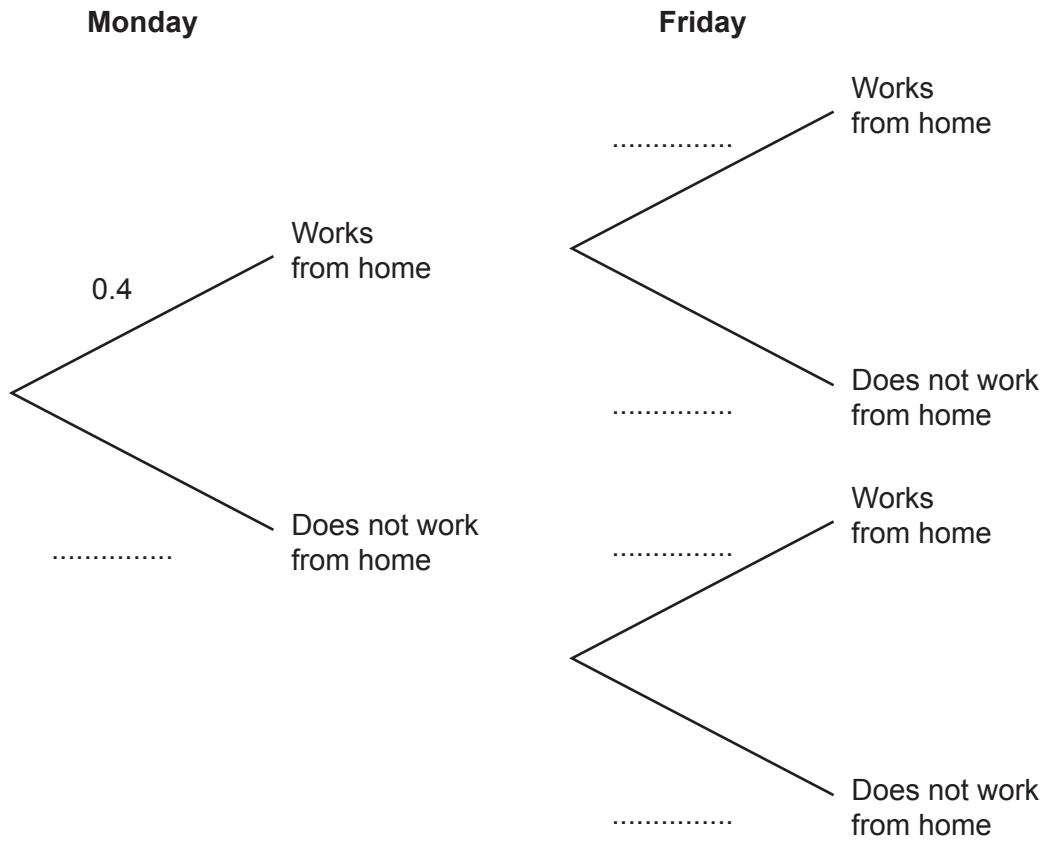 Monday
Friday
Works
from home
...............
Works
from home
0.4
Does not work
from home
...............
Works
from home
Does not work
from home
...............
...............
Does not work
from home
...............